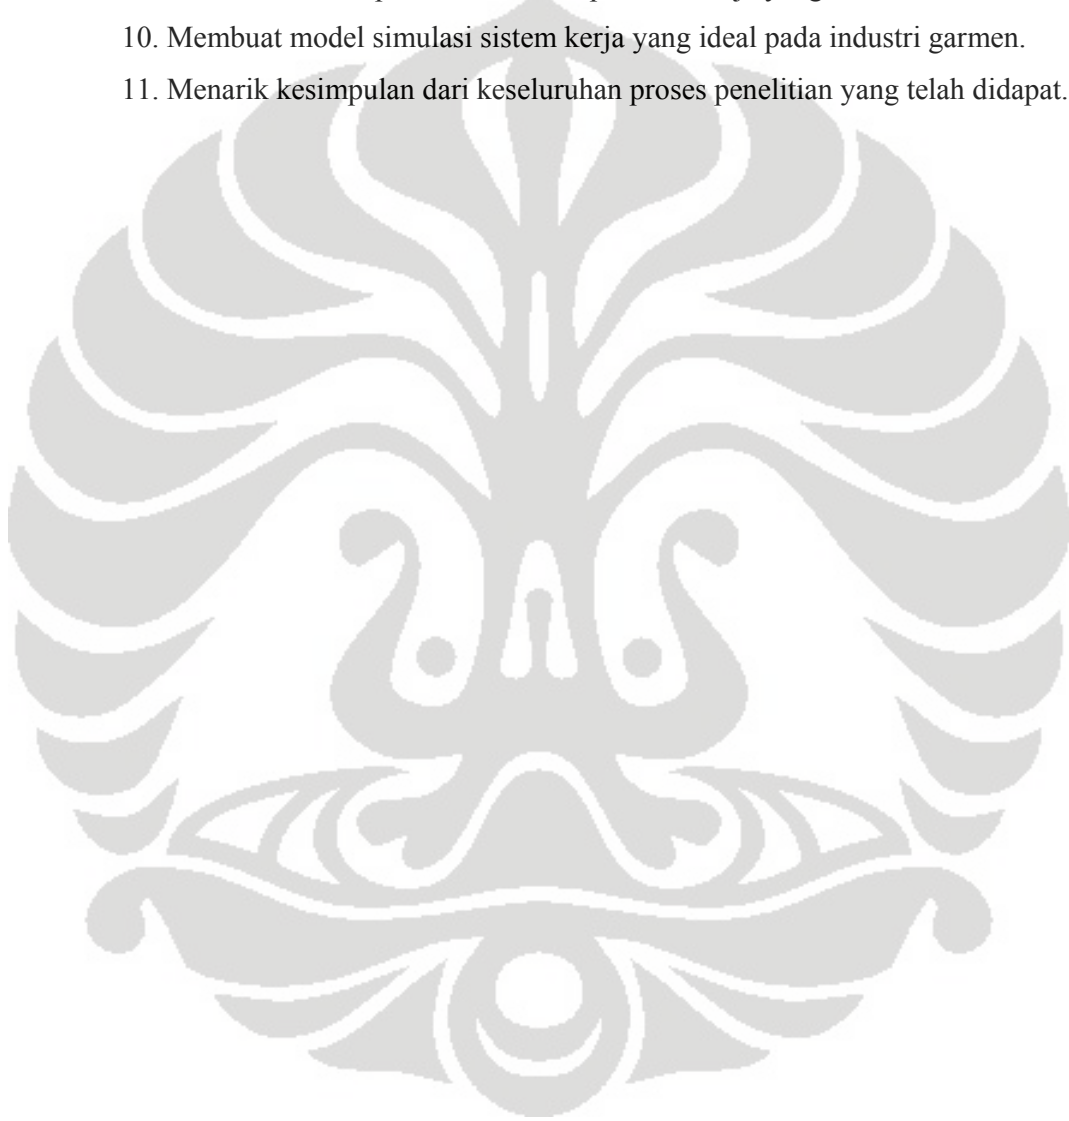 10. Membuat model simulasi sistem kerja yang ideal pada industri garmen.
11. Menarik kesimpulan dari keseluruhan proses penelitian yang telah didapat.